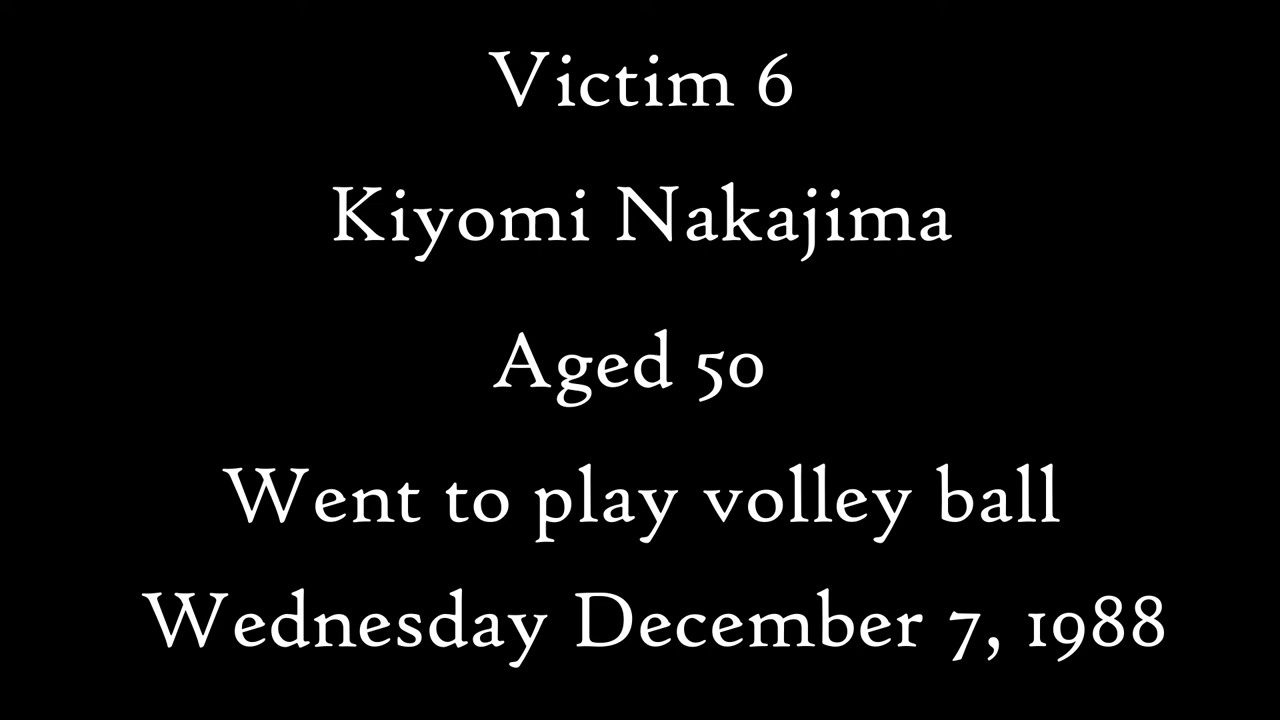 Victim 6
Kiyomi Nakajima
Aged 50
Went to play volley ball
Wednesday December 7, 1988